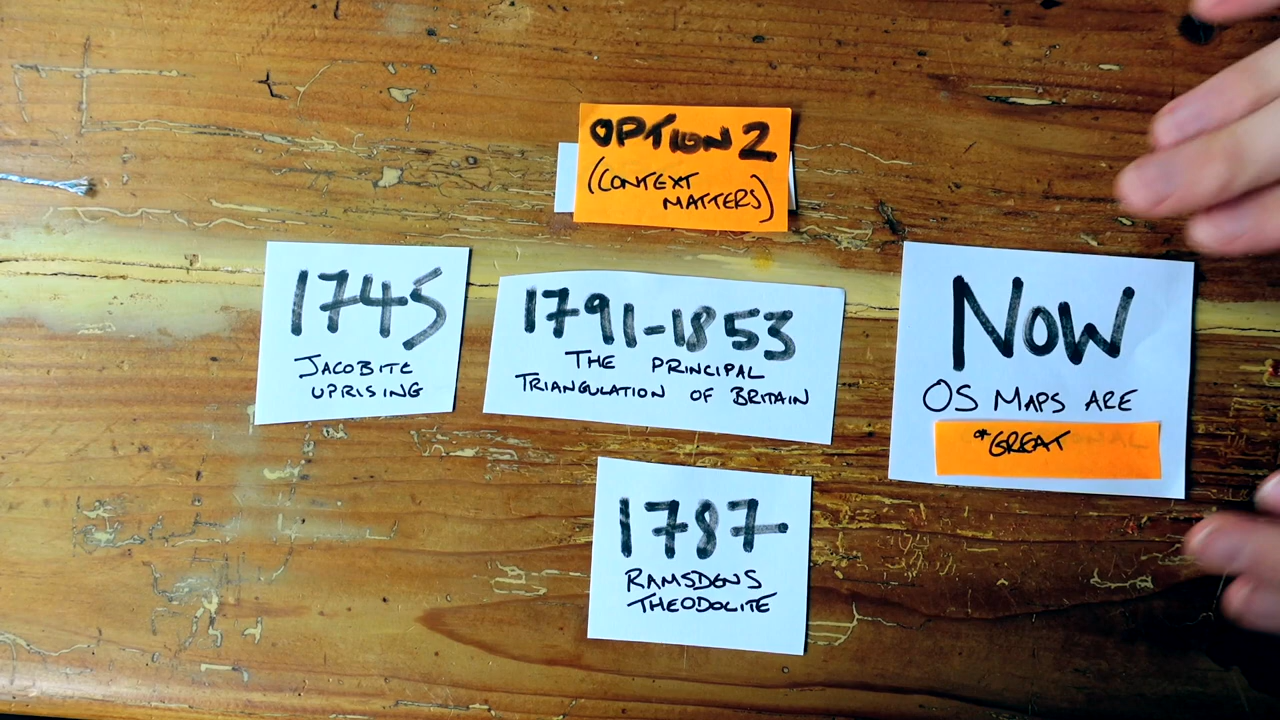 OPTION 2
(CONTEXT
MATTERS)
1745
JACOBITE
UPRISING
1791-1853
THE PRINCIPAL
TRIANGULATION OF BRITAIN
NOW
OS MAPS ARE
*GREAT
1787
RAMSDENS
THEODOLITE